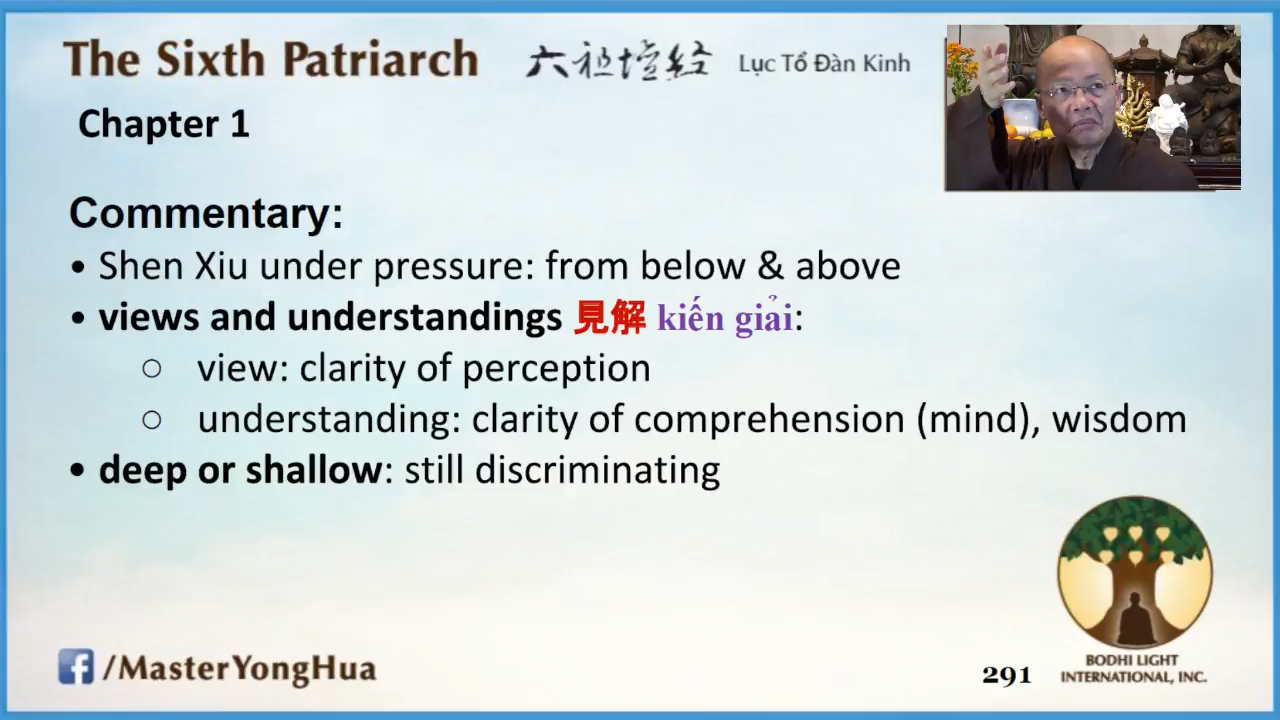 The Sixth Patriarch 六祖壇経 Lục Tổ Đàn Kinh
Chapter 1
Commentary:
• Shen Xiu under pressure: from below & above
• views and understandings 見解 kiến giải:
○ view: clarity of perception
○ understanding: clarity of comprehension (mind), wisdom
• deep or shallow: still discriminating
f /MasterYongHua
291
BODHI LIGHT
INTERNATIONAL, INC.